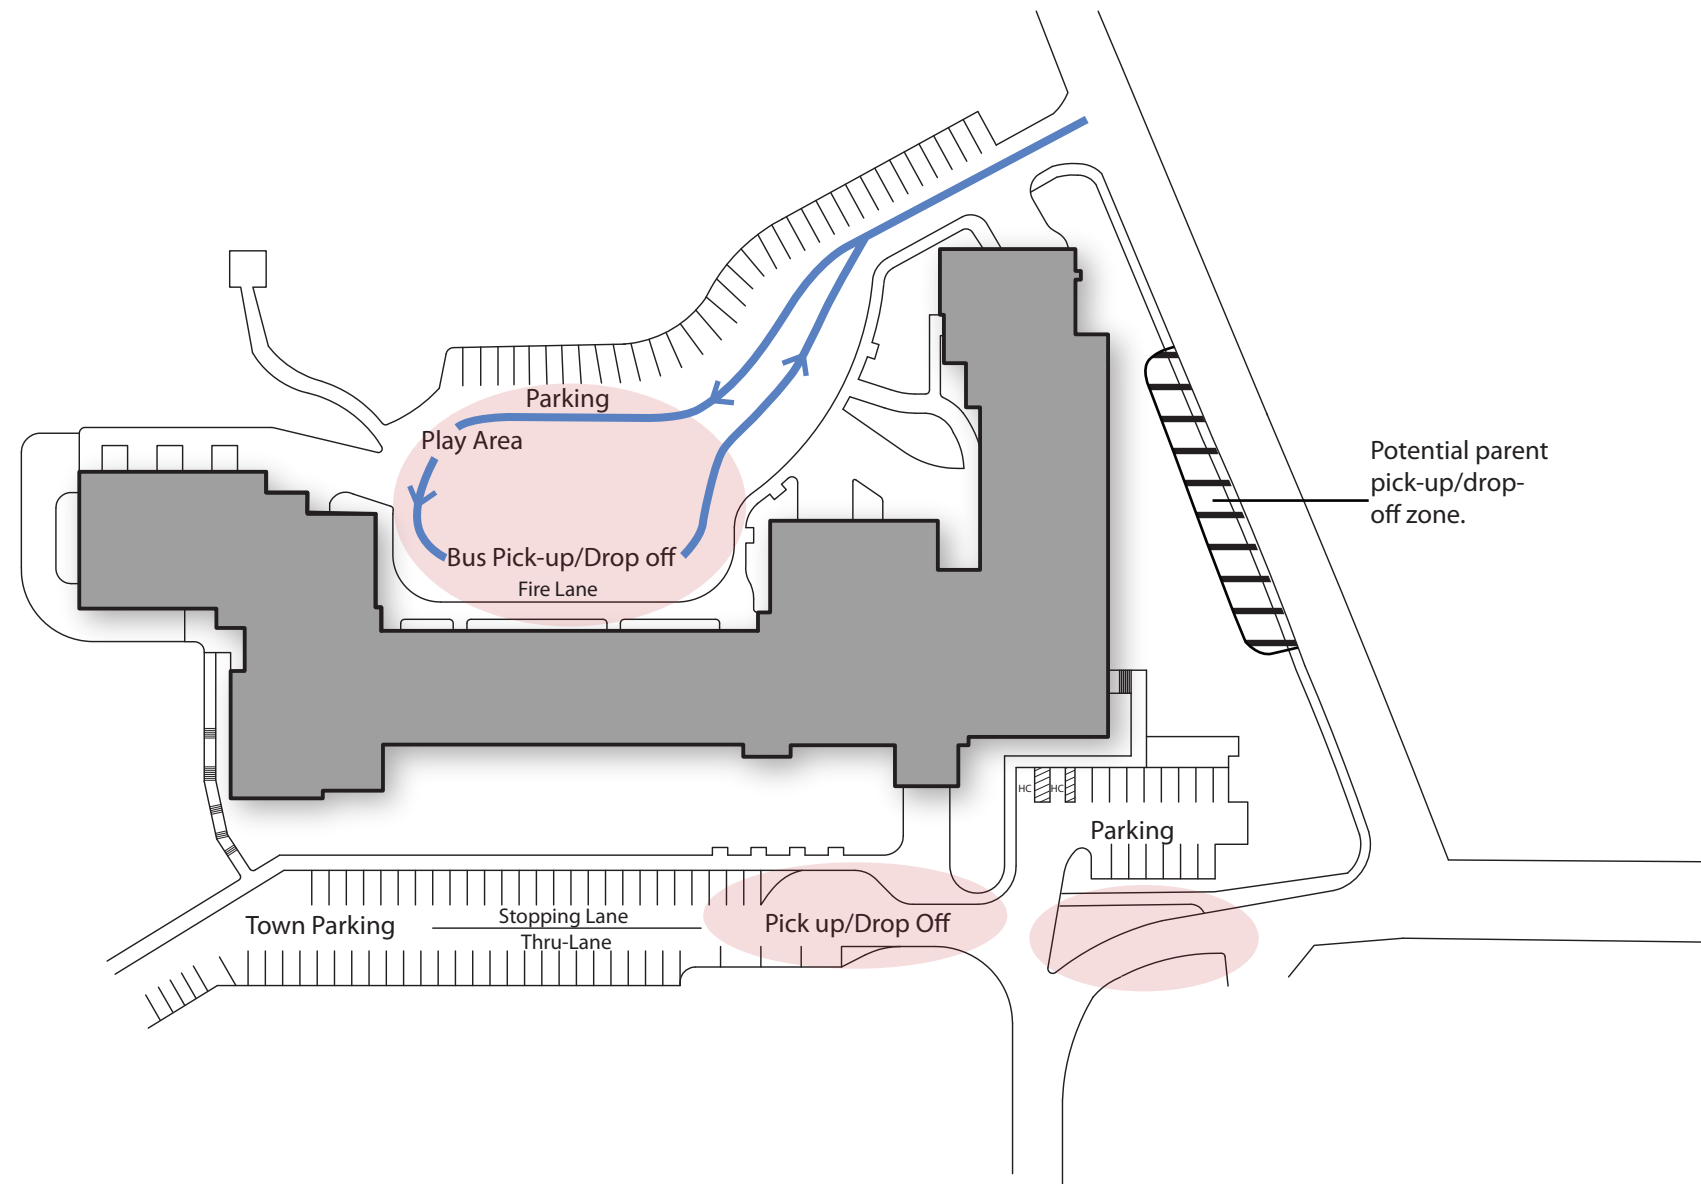 Parking
Play Area
Potential parent
pick-up/drop-
off zone.
Bus Pick-up/Drop off
Fire Lane
HC
HC
Parking
Town Parking
Stopping Lane
Thru-Lane
Pick up/Drop Off